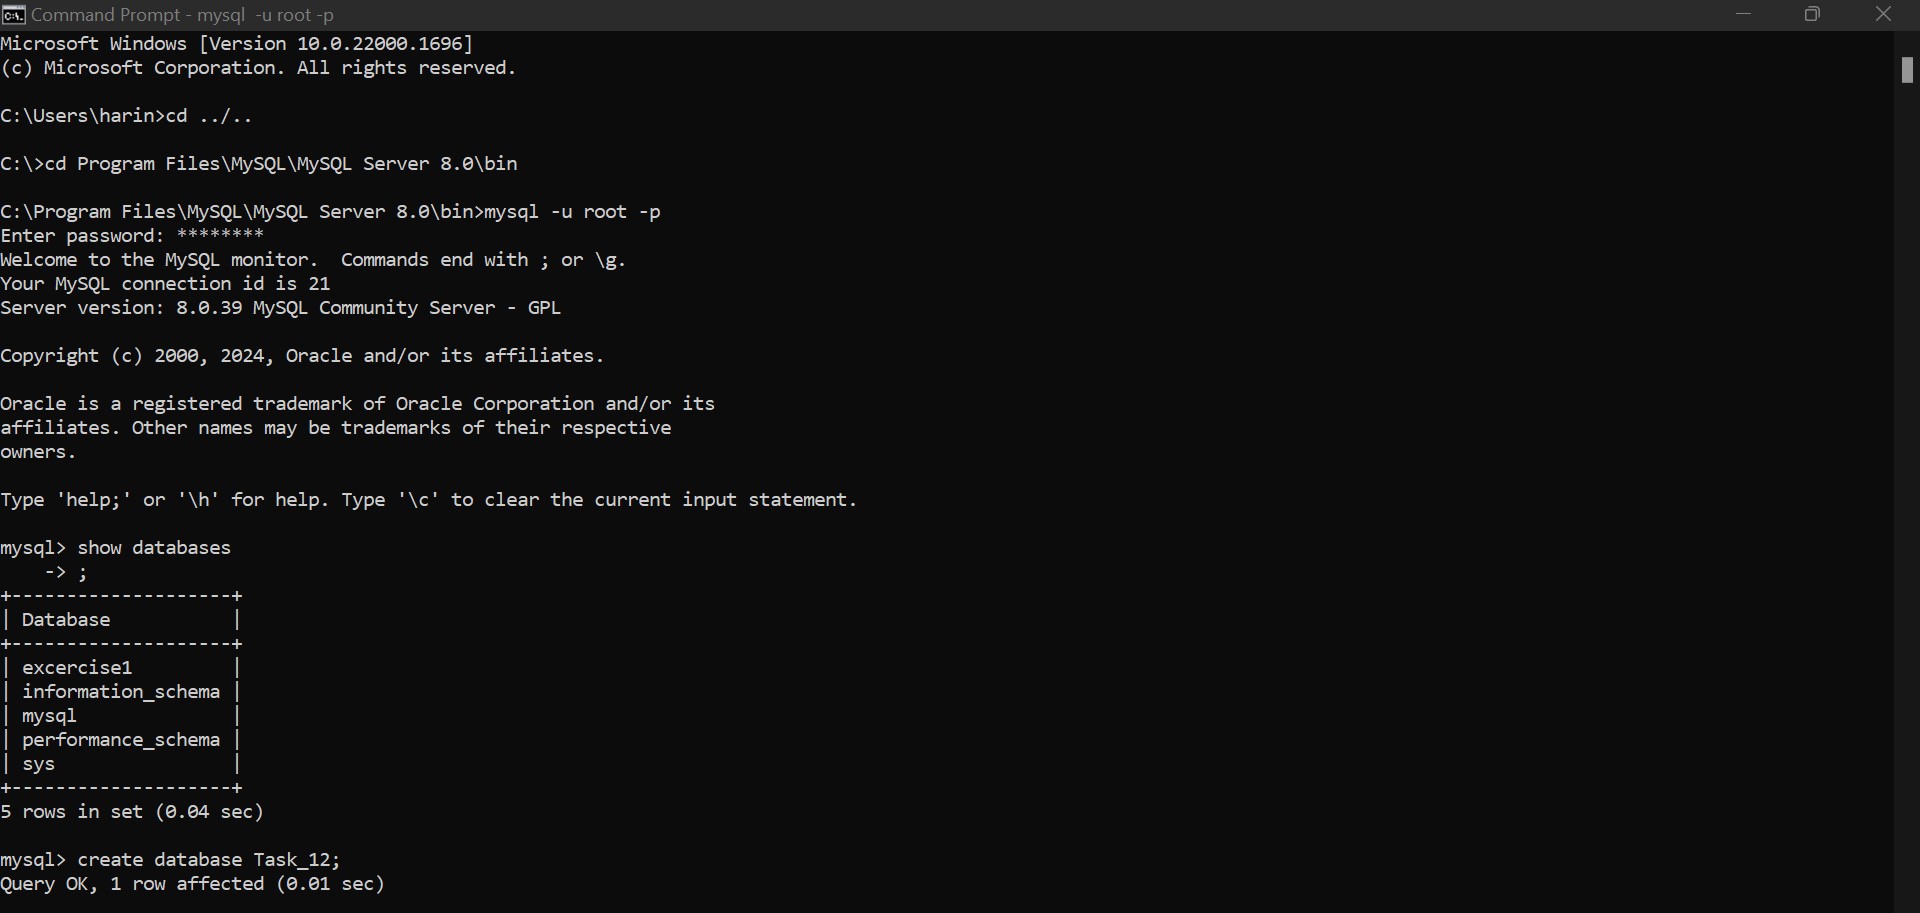 Command Prompt - mysql  -u root -p
Microsoft Windows [Version 10.0.22000.1696]
(c) Microsoft Corporation. All rights reserved.
C:\Users\harin>cd ../..
C:\>cd Program Files\MySQL\MySQL Server 8.0\bin
C:\Program Files\MySQL\MySQL Server 8.0\bin>mysql -u root -p
Enter password: ********
Welcome to the MySQL monitor.  Commands end with ; or \g.
Your MySQL connection id is 21
Server version: 8.0.39 MySQL Community Server - GPL
Copyright (c) 2000, 2024, Oracle and/or its affiliates.
Oracle is a registered trademark of Oracle Corporation and/or its
affiliates. Other names may be trademarks of their respective
owners.
Type 'help;' or '\h' for help. Type '\c' to clear the current input statement.
mysql> show databases
    -> ;
+--------------------+
| Database           |
+--------------------+
| excercise1         |
| information_schema |
| mysql              |
| performance_schema |
| sys                |
+--------------------+
5 rows in set (0.04 sec)
mysql> create database Task_12;
Query OK, 1 row affected (0.01 sec)